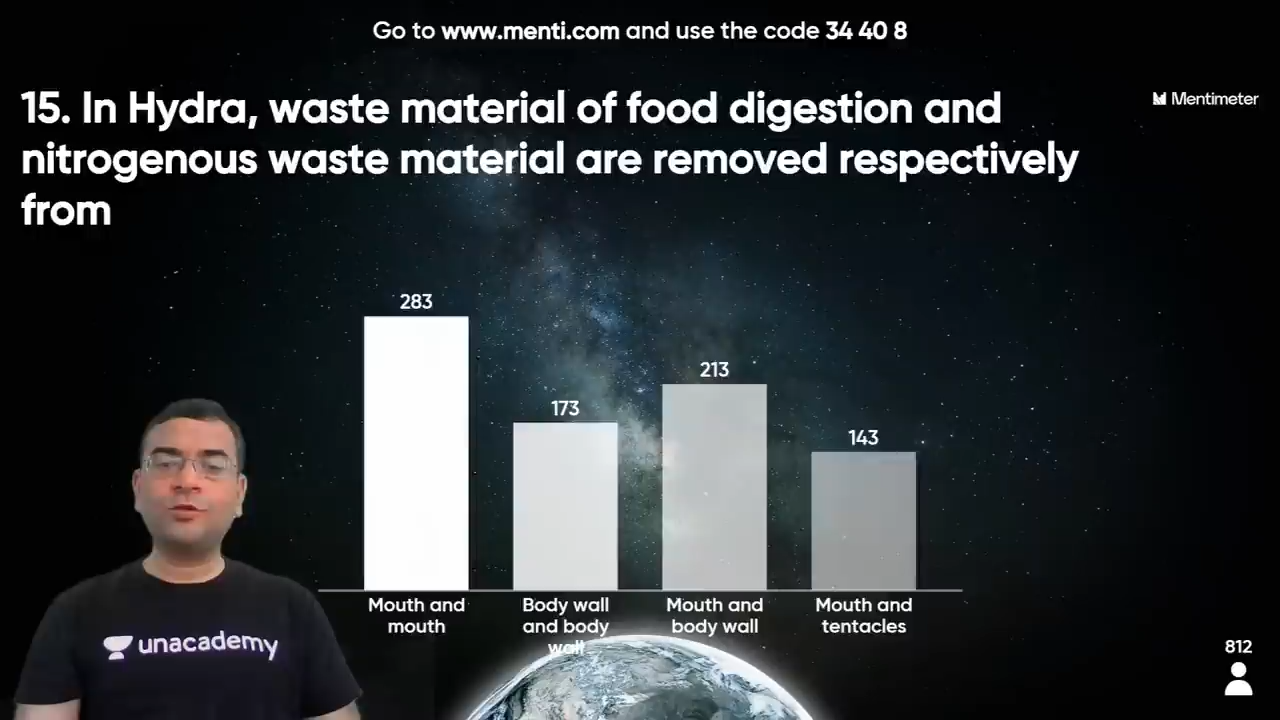 Go to www.menti.com and use the code 34 40 8
15. In Hydra, waste material of food digestion and
nitrogenous waste material are removed respectively
from
Mentimeter
283
173
213
143
Mouth and
mouth
Body wall
and body
wall
Mouth and
body wall
Mouth and
tentacles
unacademy
812